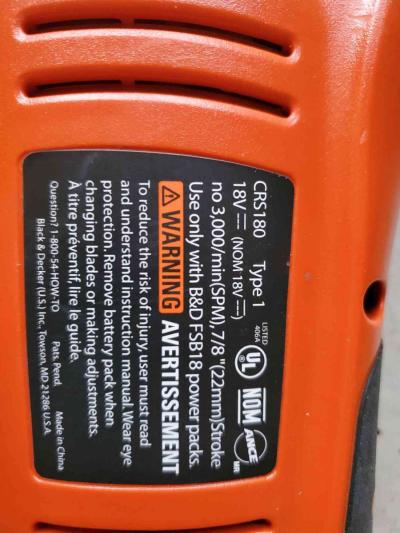 CRS180 Type 1
18V⎓ (NOM 18V⎓)
no 3,000/min(SPM),7/8"(22mm)Stroke
Use only with B&D FSB18 power packs.
WARNING AVERTISSEMENT
To reduce the risk of injury, user must read
and understand instruction manual. Wear eye
protection. Remove battery pack when
changing blades or making adjustments.
À titre préventif, lire le guide.
Question? 1-800-54-HOW-TO Pats. Pend. Made in China
Black & Decker (U.S.) Inc., Towson, MD 21286 U.S.A.
LISTED
406A
UL
NOM
ANCE